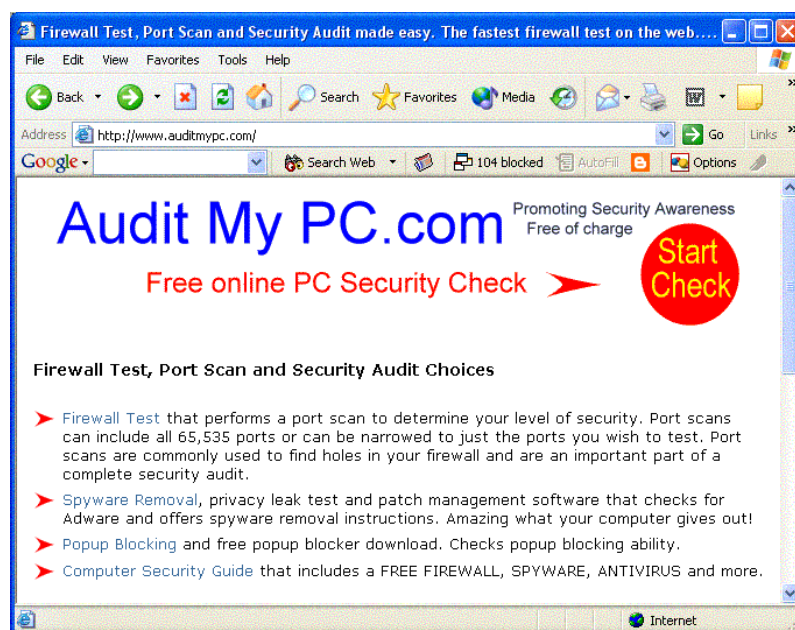 Firewall Test, Port Scan and Security Audit made easy. The fastest firewall test on the web....
File Edit View Favorites Tools Help
Back Search Favorites Media
Address http://www.auditmypc.com/ Go Links »
Google Search Web 104 blocked AutoFill Options
Audit My PC.com Promoting Security Awareness
Free of charge
Free online PC Security Check Start
Check
Firewall Test, Port Scan and Security Audit Choices
Firewall Test that performs a port scan to determine your level of security. Port scans
can include all 65,535 ports or can be narrowed to just the ports you wish to test. Port
scans are commonly used to find holes in your firewall and are an important part of a
complete security audit.
Spyware Removal, privacy leak test and patch management software that checks for
Adware and offers spyware removal instructions. Amazing what your computer gives out!
Popup Blocking and free popup blocker download. Checks popup blocking ability.
Computer Security Guide that includes a FREE FIREWALL, SPYWARE, ANTIVIRUS and more.
Internet